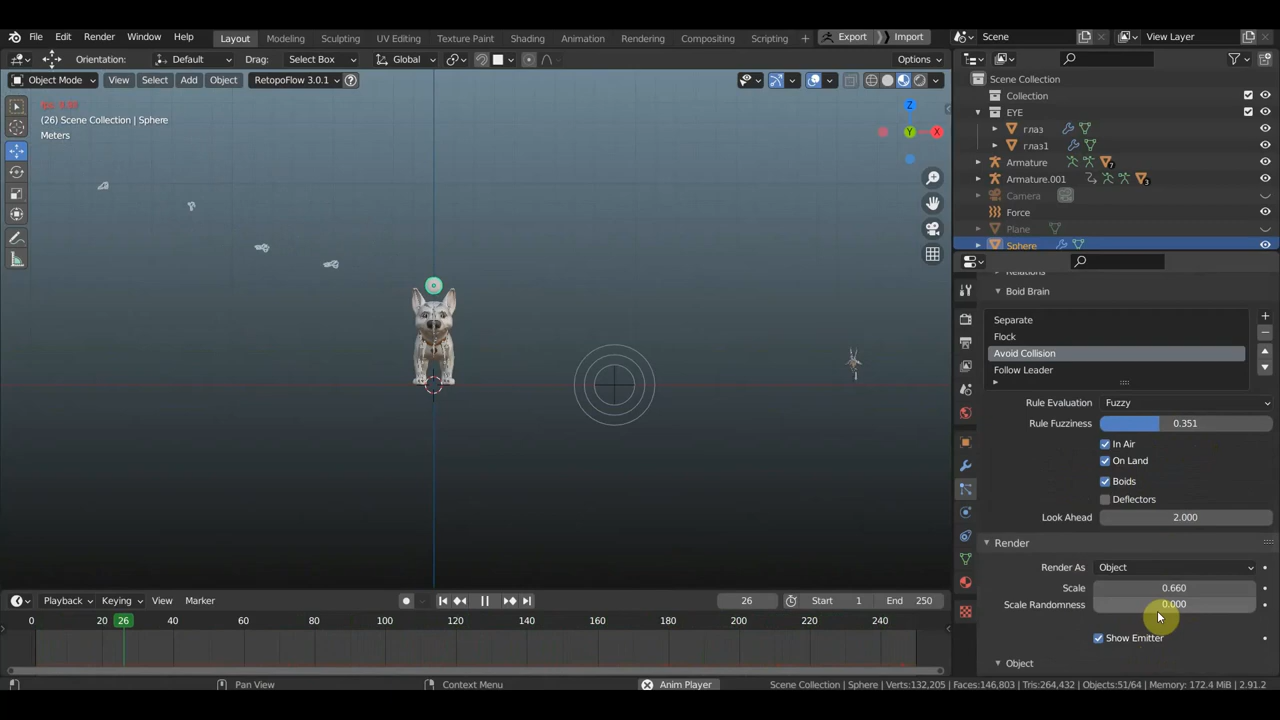 File Edit Render Window Help Layout Modeling Sculpting UV Editing Texture Paint Shading Animation Rendering Compositing Scripting + Export Import Scene View Layer
Orientation: Default Drag: Select Box Global Options
Object Mode View Select Add Object RetopoFlow 3.0.1
(26) Scene Collection | Sphere
Meters
Z
Y
X
Scene Collection
Collection
EYE
глаз
глаз1
Armature
7
Armature.001
3
Camera
Force
Plane
Sphere
Relations
Boid Brain
Separate
Flock
Avoid Collision
Follow Leader
Rule Evaluation: Fuzzy
Rule Fuzziness 0.351
In Air
On Land
Boids
Deflectors
Look Ahead 2.000
Render
Render As Object
Scale 0.660
Scale Randomness 0.000
Show Emitter
Object
Playback Keying View Marker 26 Start 1 End 250
0 20 26 40 60 80 100 120 140 160 180 200 220 240
Pan View Context Menu Anim Player Scene Collection | Sphere | Verts:132,205 | Faces:146,803 | Tris:264,432 | Objects:51/64 | Memory: 172.4 MiB | 2.91.2